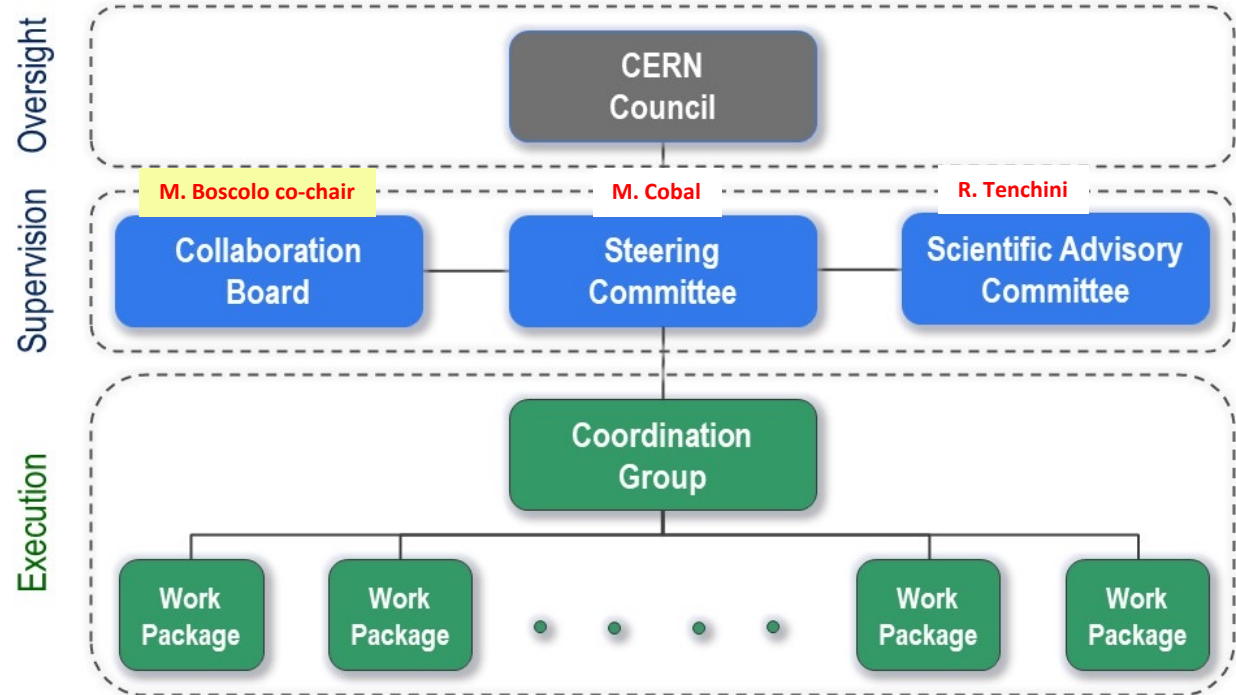 Oversight
CERN
Council
Supervision
M. Boscolo co-chair
M. Cobal
R. Tenchini
Collaboration
Board
Steering
Committee
Scientific Advisory
Committee
Execution
Coordination
Group
Work
Package
Work
Package
Work
Package
Work
Package